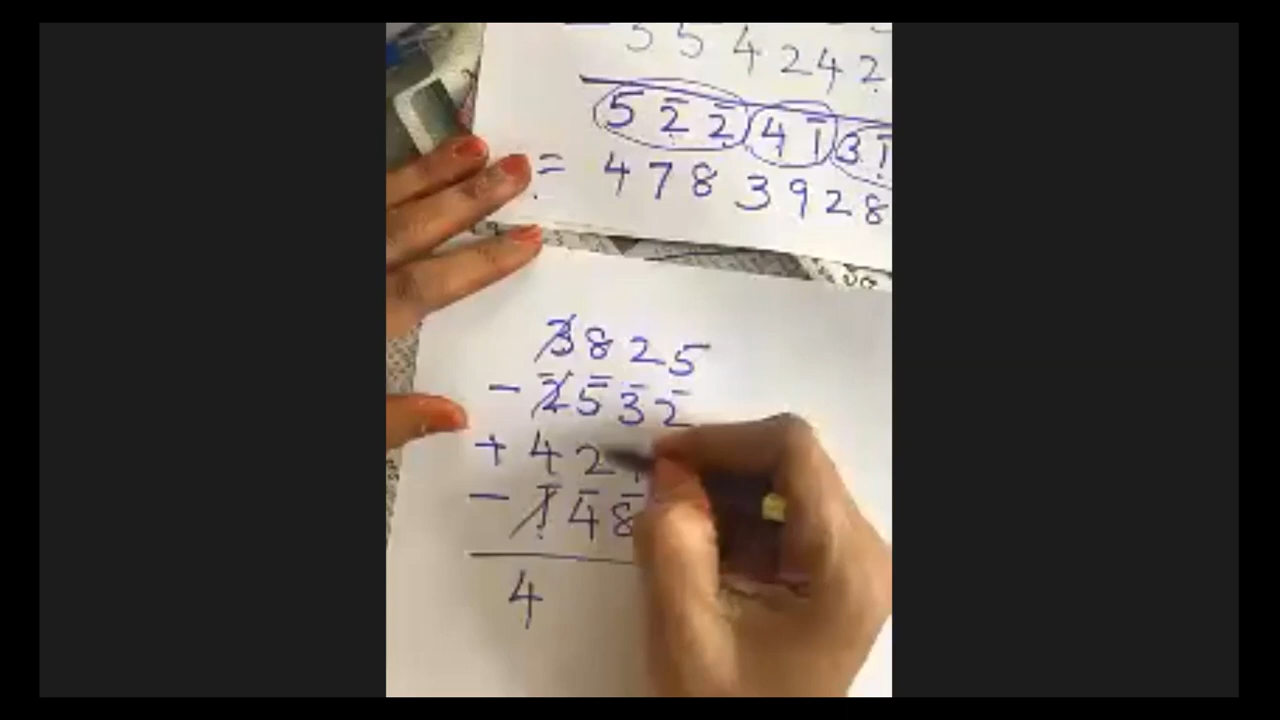 5 5 4 2 4 2
5 2̅ 2̅ 4 1̅ 3 1̅
= 4 7 8 3 9 2 8
3 8 2 5
- 2̅ 5̅ 3̅ 2̅
+ 4 2
- 1̅ 4̅ 8̅
4